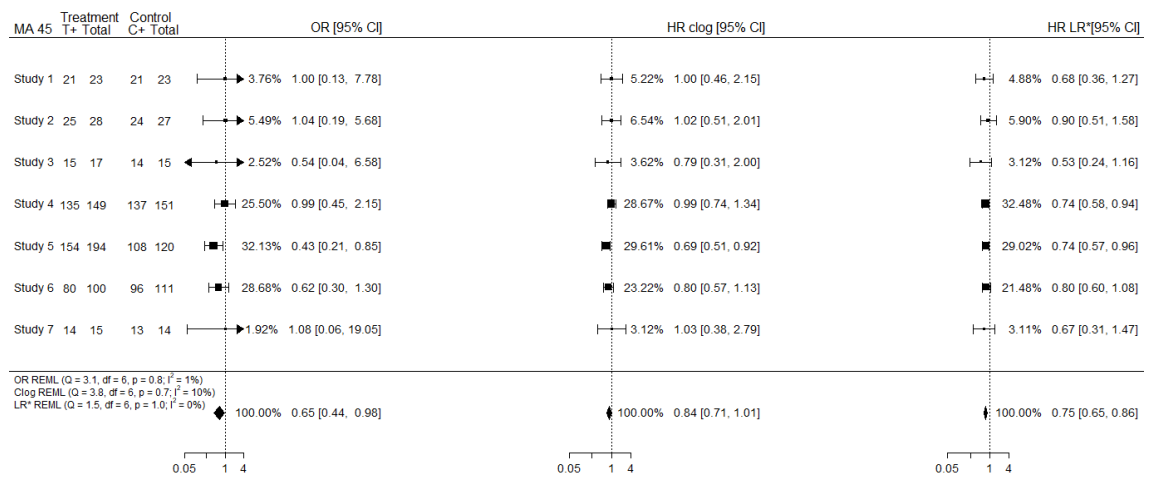 Treatment Control
MA 45 T+ Total C+ Total OR [95% CI] HR clog [95% CI] HR LR*[95% CI]
Study 1 21 23 21 23 3.76% 1.00 [0.13, 7.78] 5.22% 1.00 [0.46, 2.15] 4.88% 0.68 [0.36, 1.27]
Study 2 25 28 24 27 5.49% 1.04 [0.19, 5.68] 6.54% 1.02 [0.51, 2.01] 5.90% 0.90 [0.51, 1.58]
Study 3 15 17 14 15 2.52% 0.54 [0.04, 6.58] 3.62% 0.79 [0.31, 2.00] 3.12% 0.53 [0.24, 1.16]
Study 4 135 149 137 151 25.50% 0.99 [0.45, 2.15] 28.67% 0.99 [0.74, 1.34] 32.48% 0.74 [0.58, 0.94]
Study 5 154 194 108 120 32.13% 0.43 [0.21, 0.85] 29.61% 0.69 [0.51, 0.92] 29.02% 0.74 [0.57, 0.96]
Study 6 80 100 96 111 28.68% 0.62 [0.30, 1.30] 23.22% 0.80 [0.57, 1.13] 21.48% 0.80 [0.60, 1.08]
Study 7 14 15 13 14 1.92% 1.08 [0.06, 19.05] 3.12% 1.03 [0.38, 2.79] 3.11% 0.67 [0.31, 1.47]
OR REML (Q = 3.1, df = 6, p = 0.8; I² = 1%)
Clog REML (Q = 3.8, df = 6, p = 0.7; I² = 10%)
LR* REML (Q = 1.5, df = 6, p = 1.0; I² = 0%)
100.00% 0.65 [0.44, 0.98] 100.00% 0.84 [0.71, 1.01] 100.00% 0.75 [0.65, 0.86]
0.05 1 4 0.05 1 4 0.05 1 4